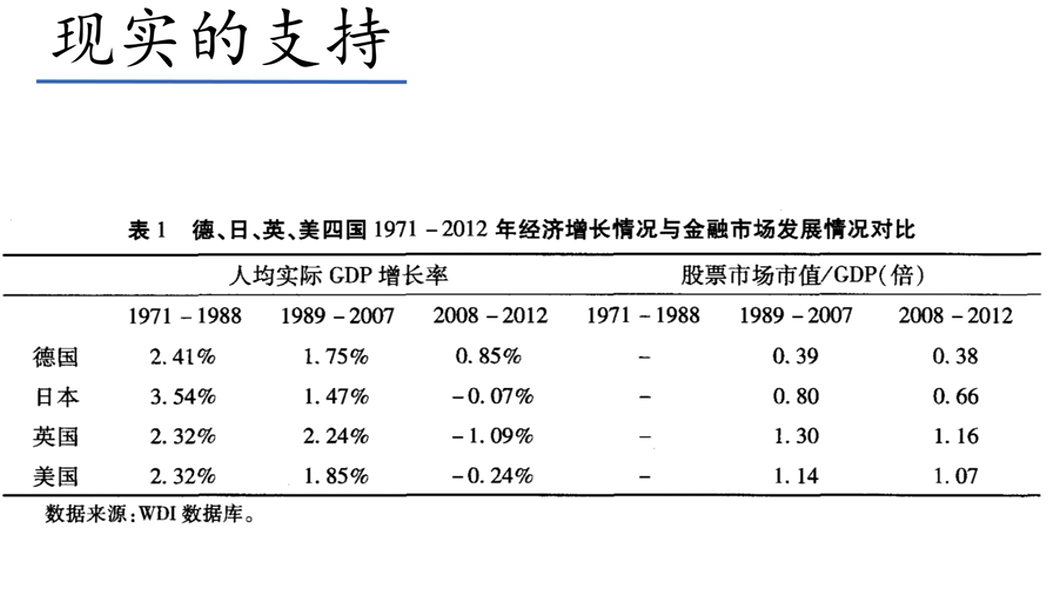 现实的支持
表 1 德、日、英、美四国 1971 – 2012 年经济增长情况与金融市场发展情况对比
人均实际 GDP 增长率 股票市场市值/GDP(倍)
1971 – 1988 1989 – 2007 2008 – 2012 1971 – 1988 1989 – 2007 2008 – 2012
德国 2.41% 1.75% 0.85% – 0.39 0.38
日本 3.54% 1.47% –0.07% – 0.80 0.66
英国 2.32% 2.24% –1.09% – 1.30 1.16
美国 2.32% 1.85% –0.24% – 1.14 1.07
数据来源:WDI 数据库。